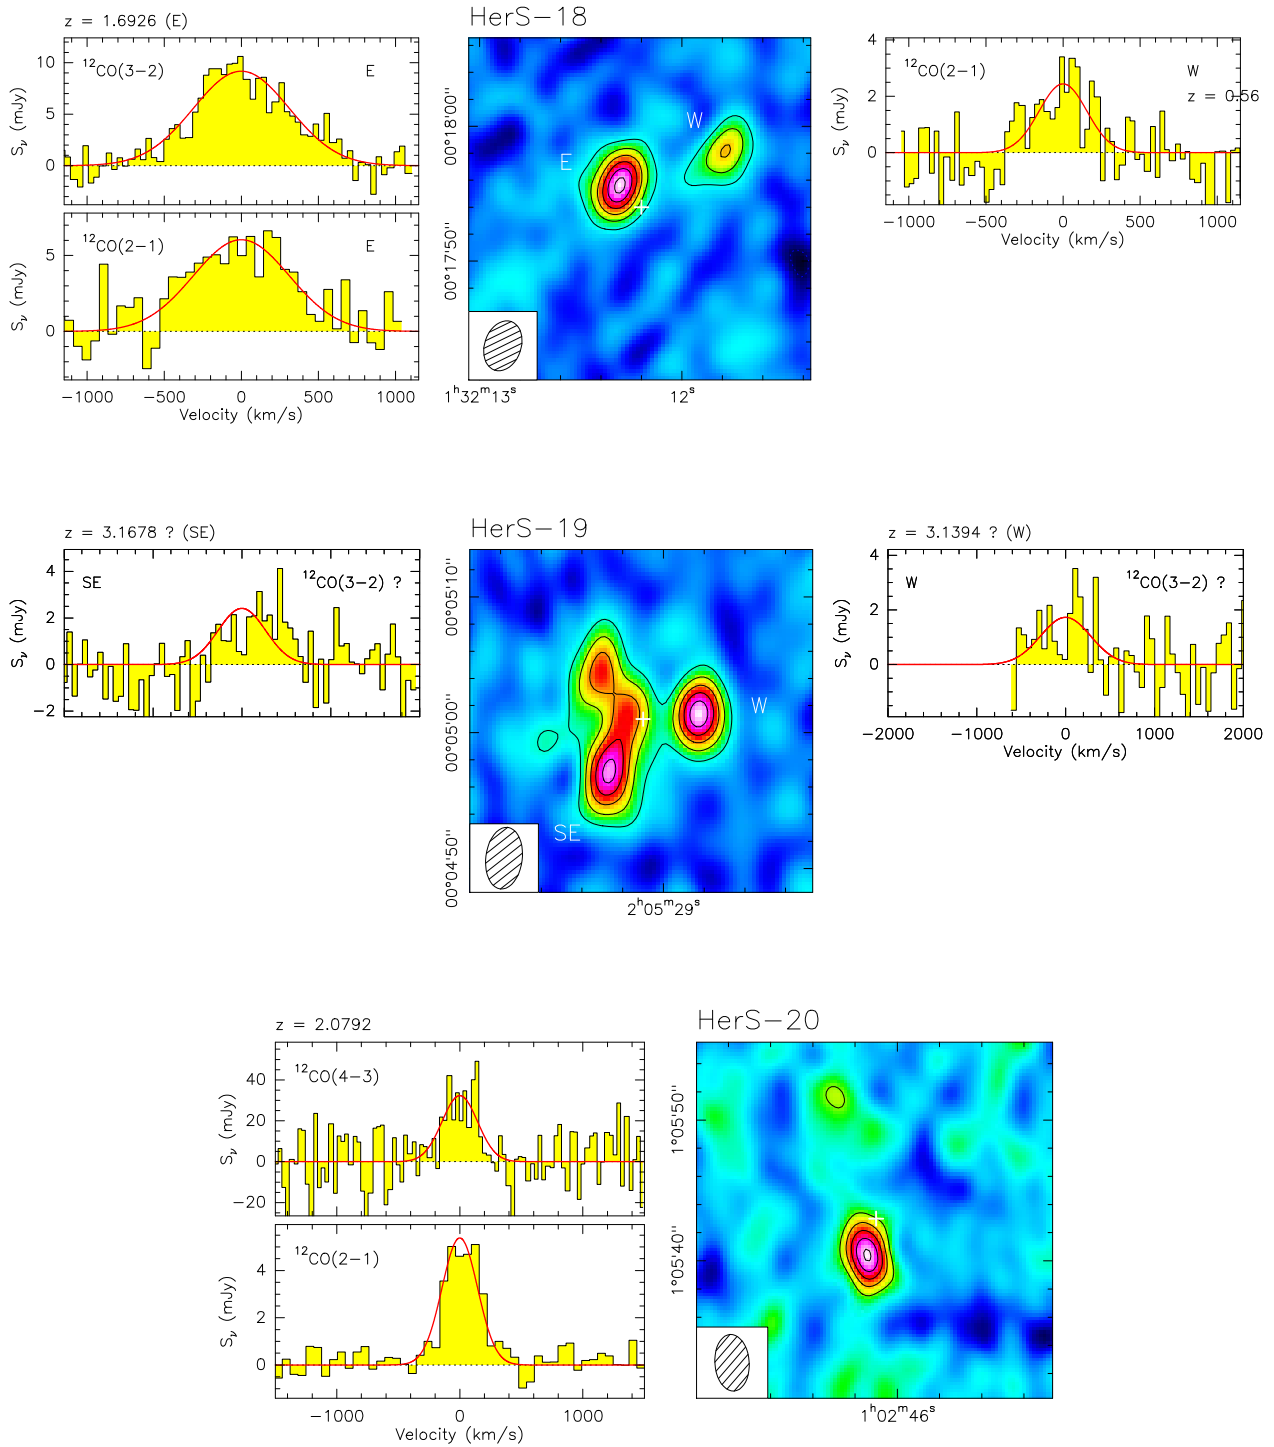 z = 1.6926 (E)
HerS−18
¹²CO(3−2) E
10
5
0
Sν (mJy)
¹²CO(2−1) E
5
0
Sν (mJy)
−1000 −500 0 500 1000
Velocity (km/s)
W
E
00°18'00"
00°17'50"
1ʰ32ᵐ13ˢ 12ˢ
¹²CO(2−1) W
z = 0.56
4
2
0
Sν (mJy)
−1000 −500 0 500 1000
Velocity (km/s)
z = 3.1678 ? (SE)
HerS−19
z = 3.1394 ? (W)
SE ¹²CO(3−2) ?
4
2
0
−2
Sν (mJy)
00°05'10"
00°05'00"
00°04'50"
W
SE
2ʰ05ᵐ29ˢ
W ¹²CO(3−2) ?
4
2
0
Sν (mJy)
−2000 −1000 0 1000 2000
Velocity (km/s)
z = 2.0792
HerS−20
¹²CO(4−3)
40
20
0
−20
Sν (mJy)
¹²CO(2−1)
4
2
0
Sν (mJy)
−1000 0 1000
Velocity (km/s)
1°05'50"
1°05'40"
1ʰ02ᵐ46ˢ